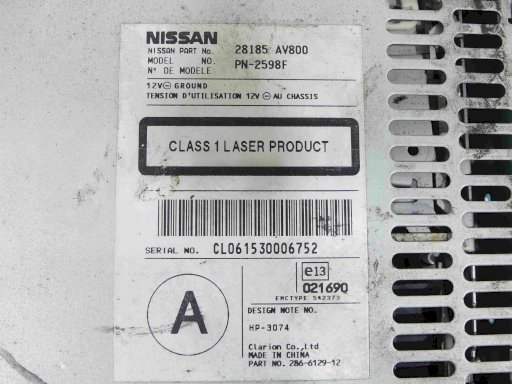 NISSAN
NISSAN PART No. 28185 AV800
MODEL NO. PN-2598F
N° DE MODELE
12V ⊖ GROUND
TENSION D'UTILISATION 12V ⊖ AU CHASSIS
CLASS 1 LASER PRODUCT
SERIAL NO. CL061530006752
A
e13
021690
EMCTYPE 542373
DESIGN NOTE NO.
HP-3074
Clarion Co., Ltd
MADE IN CHINA
PART NO. 286-6129-12